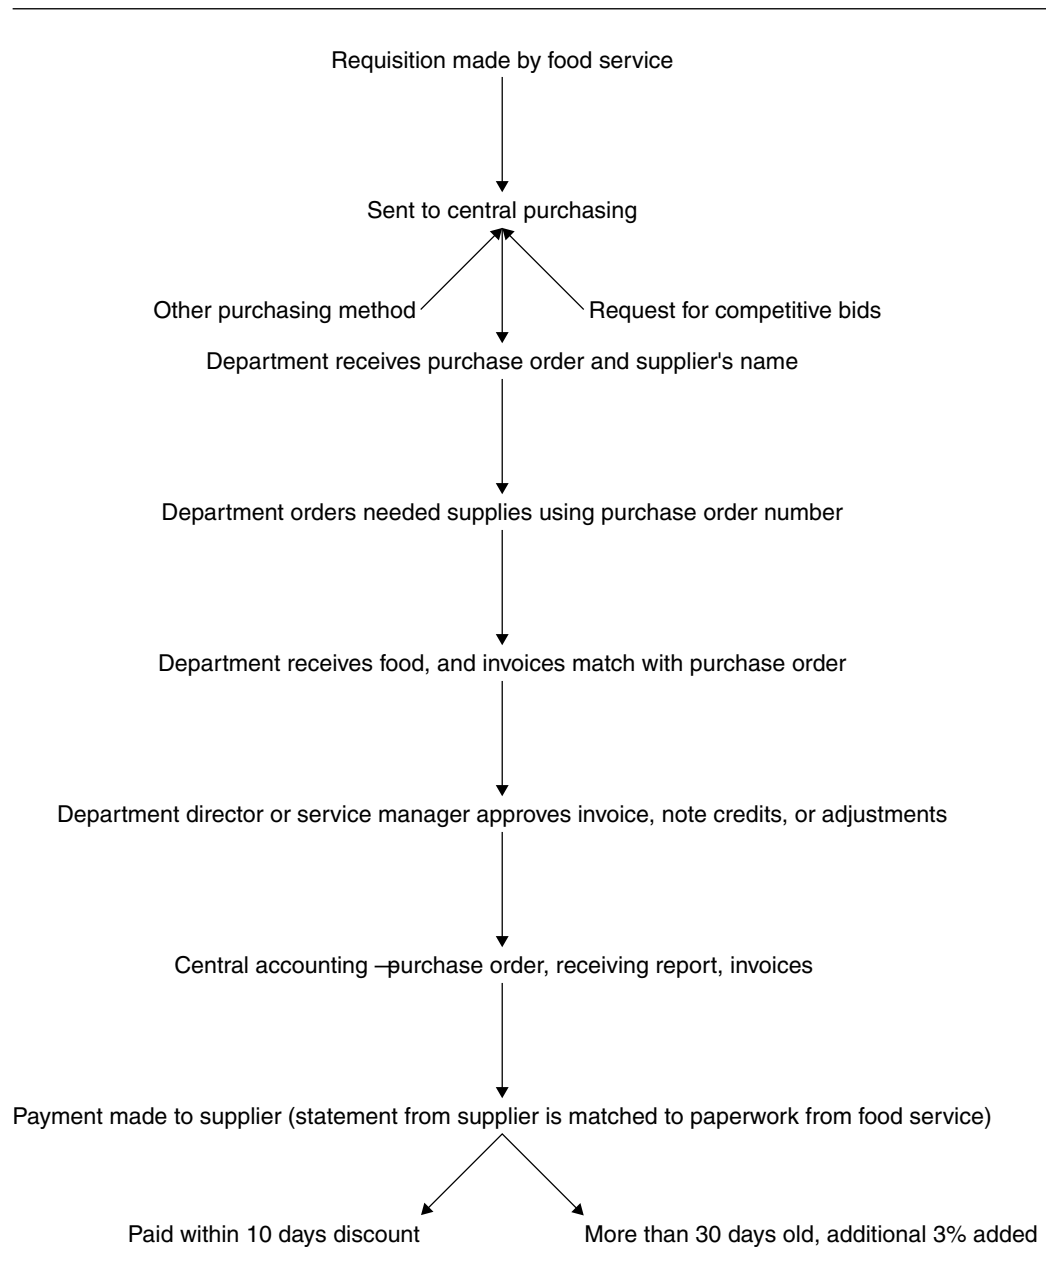 Requisition made by food service
Sent to central purchasing
Other purchasing method
Request for competitive bids
Department receives purchase order and supplier's name
Department orders needed supplies using purchase order number
Department receives food, and invoices match with purchase order
Department director or service manager approves invoice, note credits, or adjustments
Central accounting —purchase order, receiving report, invoices
Payment made to supplier (statement from supplier is matched to paperwork from food service)
Paid within 10 days discount
More than 30 days old, additional 3% added